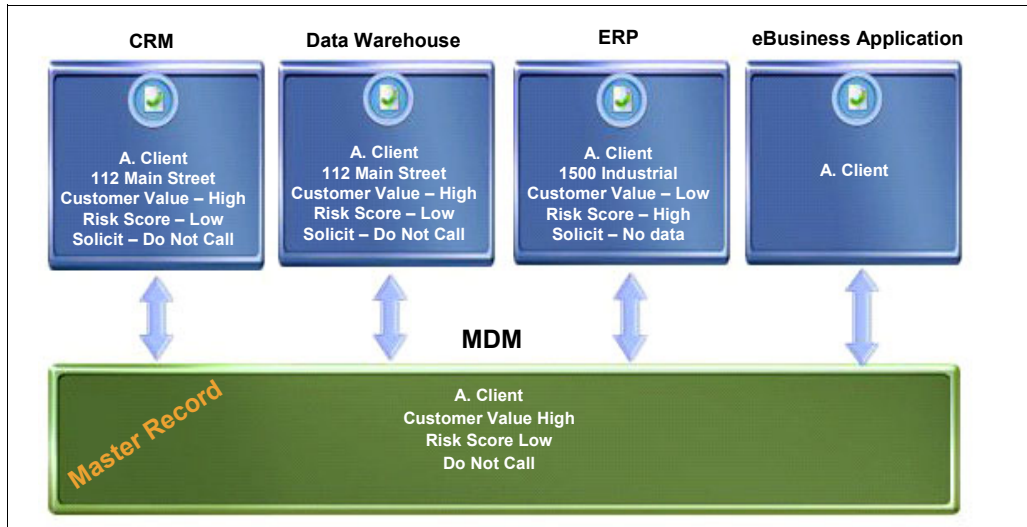 CRM
Data Warehouse
ERP
eBusiness Application
A. Client
112 Main Street
Customer Value – High
Risk Score – Low
Solicit – Do Not Call
A. Client
112 Main Street
Customer Value – High
Risk Score – Low
Solicit – Do Not Call
A. Client
1500 Industrial
Customer Value – Low
Risk Score – High
Solicit – No data
A. Client
MDM
Master Record
A. Client
Customer Value High
Risk Score Low
Do Not Call